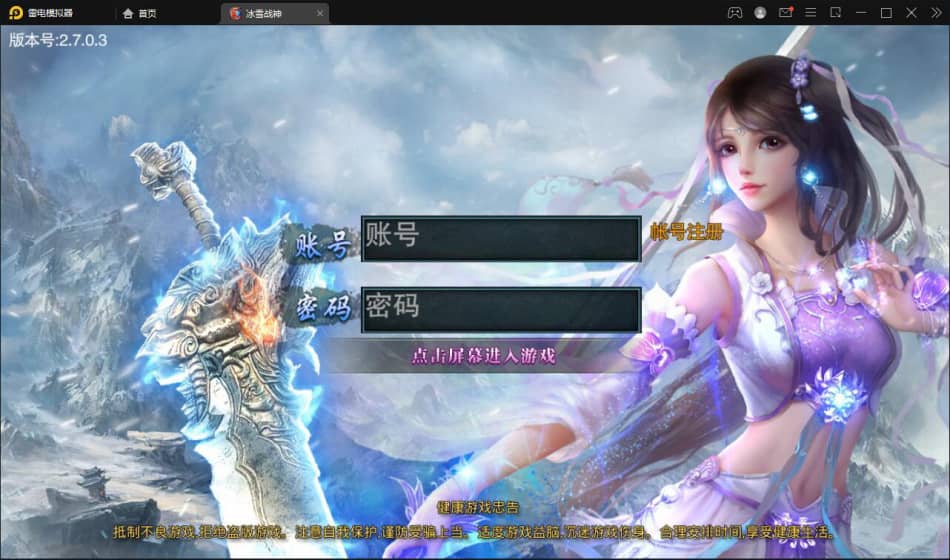 雷电模拟器 首页 冰雪战神
版本号:2.7.0.3
账号 账号 帐号注册
密码 密码
点击屏幕进入游戏
健康游戏忠告
抵制不良游戏,拒绝盗版游戏。注意自我保护,谨防受骗上当。适度游戏益脑,沉迷游戏伤身。合理安排时间,享受健康生活。